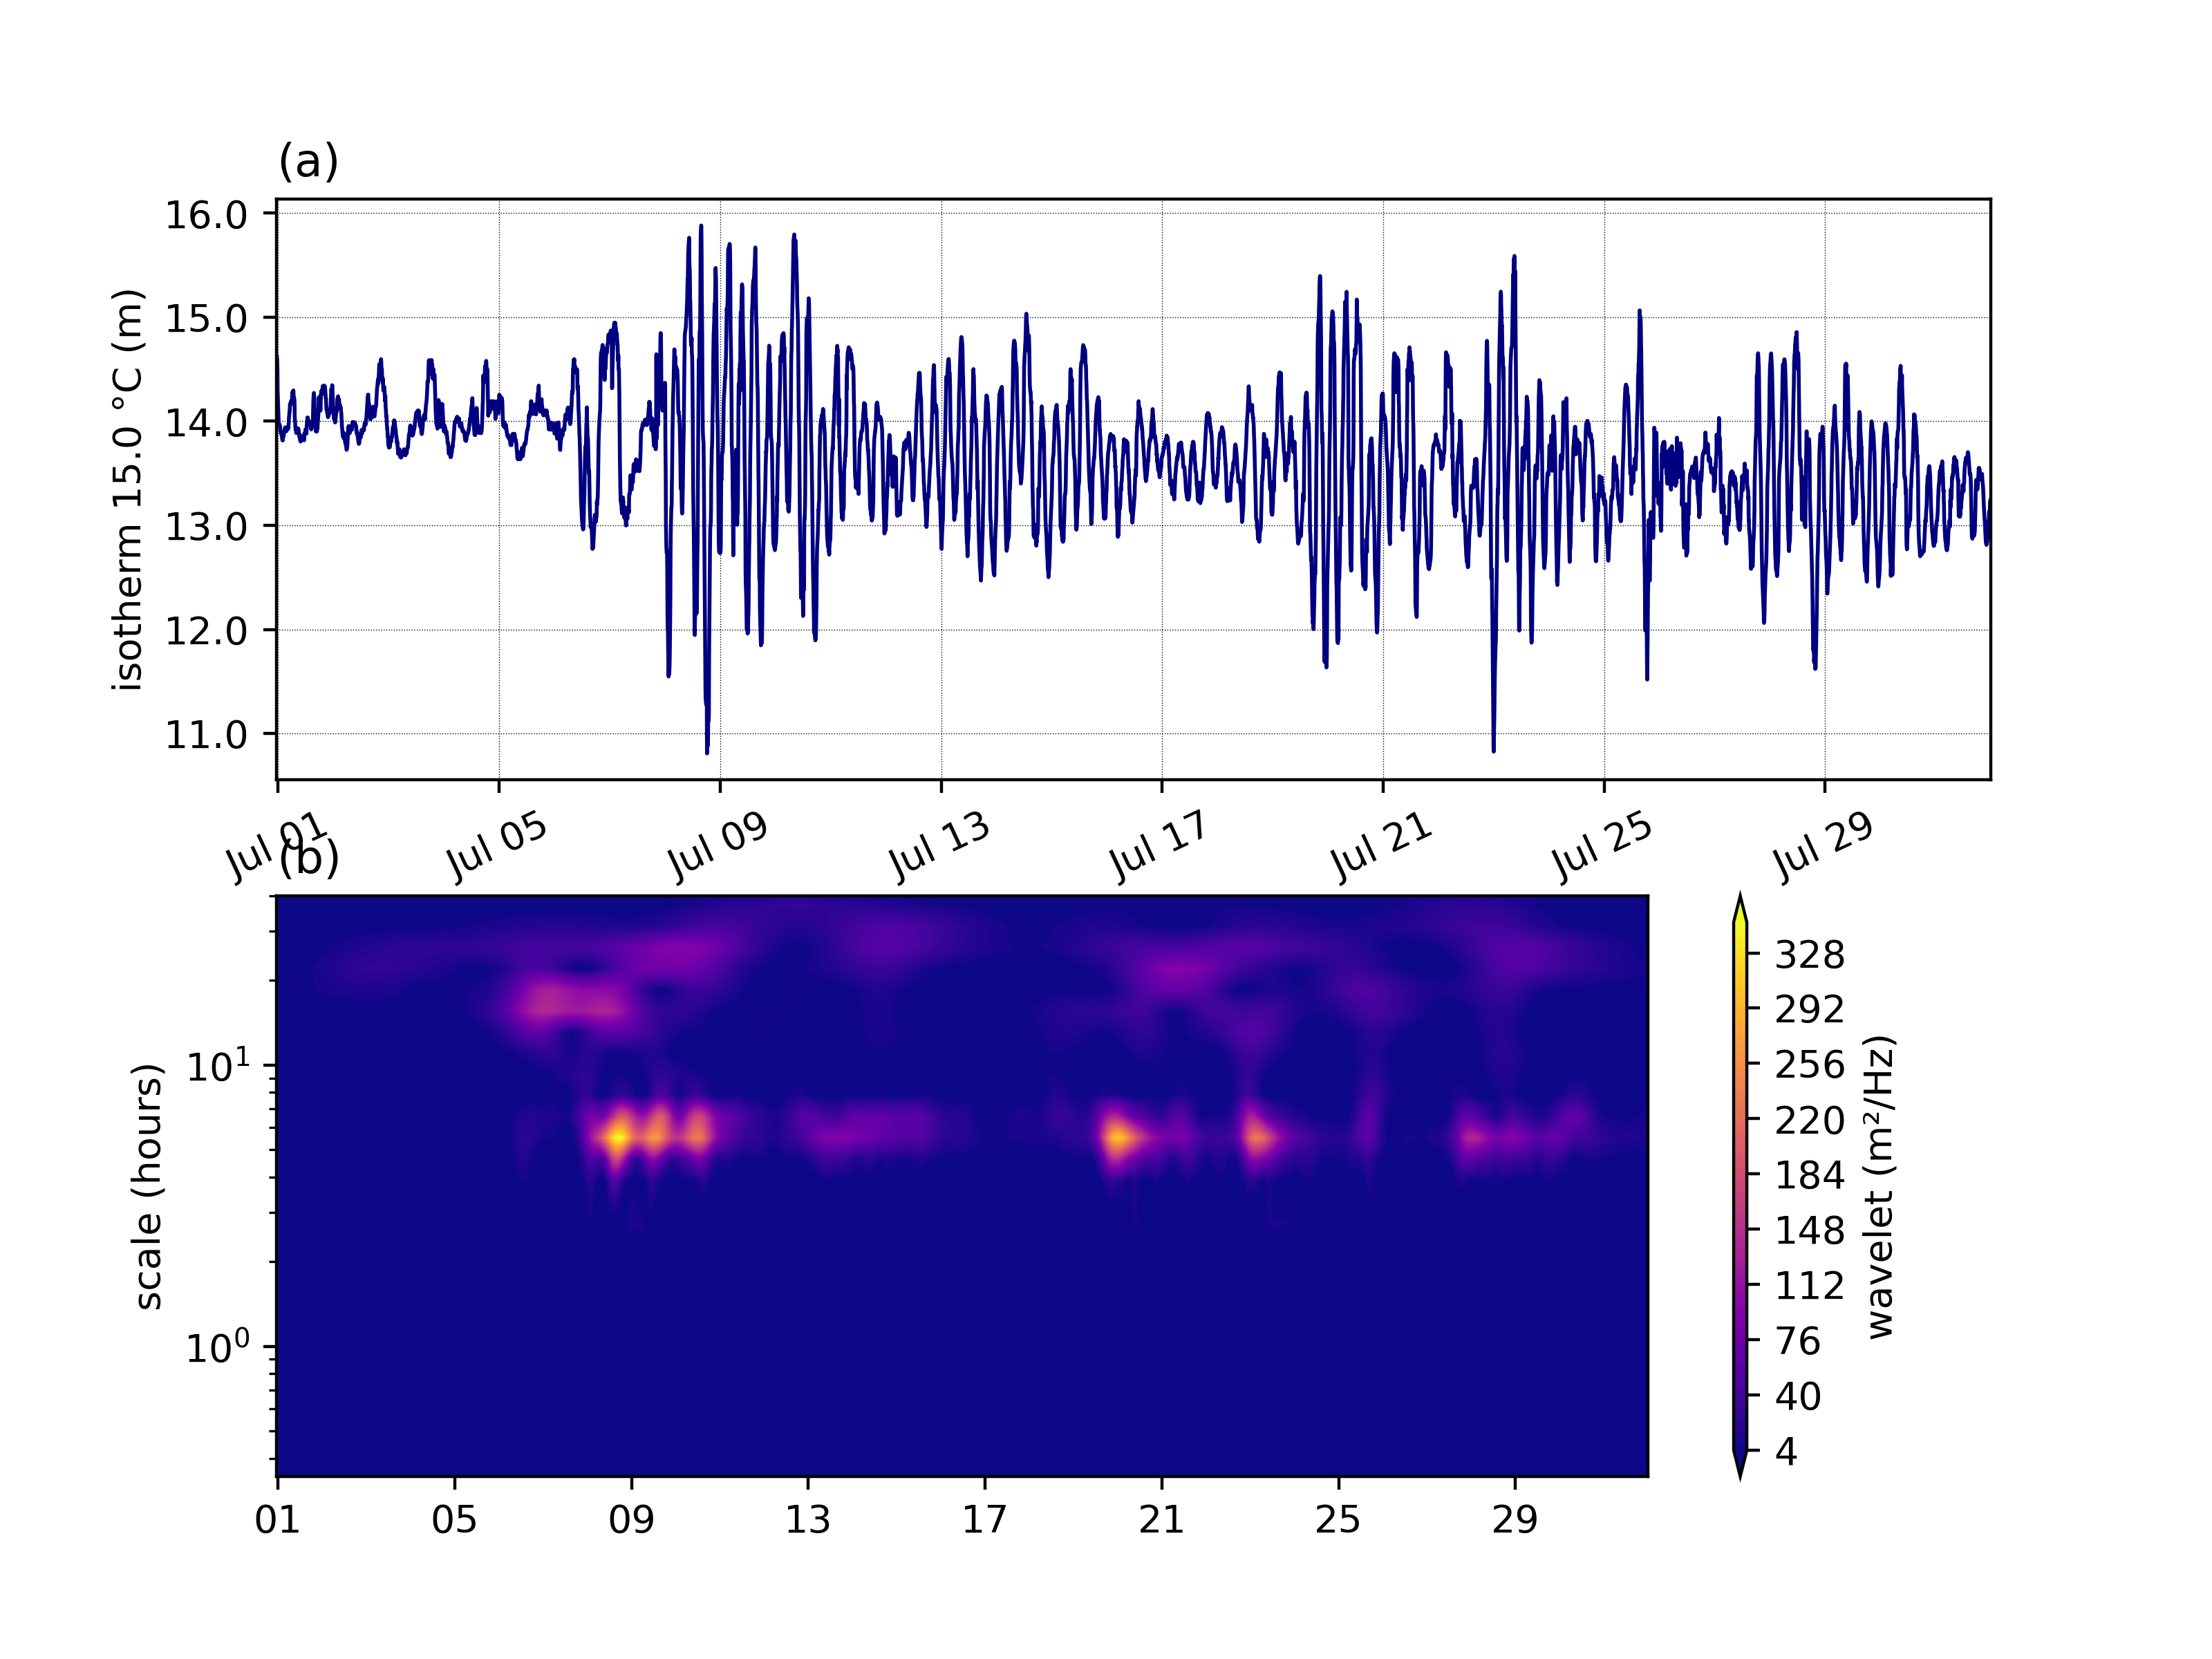 (a)
16.0
15.0
14.0
13.0
12.0
11.0
isotherm 15.0 °C (m)
Jul 01
Jul 05
Jul 09
Jul 13
Jul 17
Jul 21
Jul 25
Jul 29
(b)
10¹
10⁰
scale (hours)
01
05
09
13
17
21
25
29
328
292
256
220
184
148
112
76
40
4
wavelet (m²/Hz)